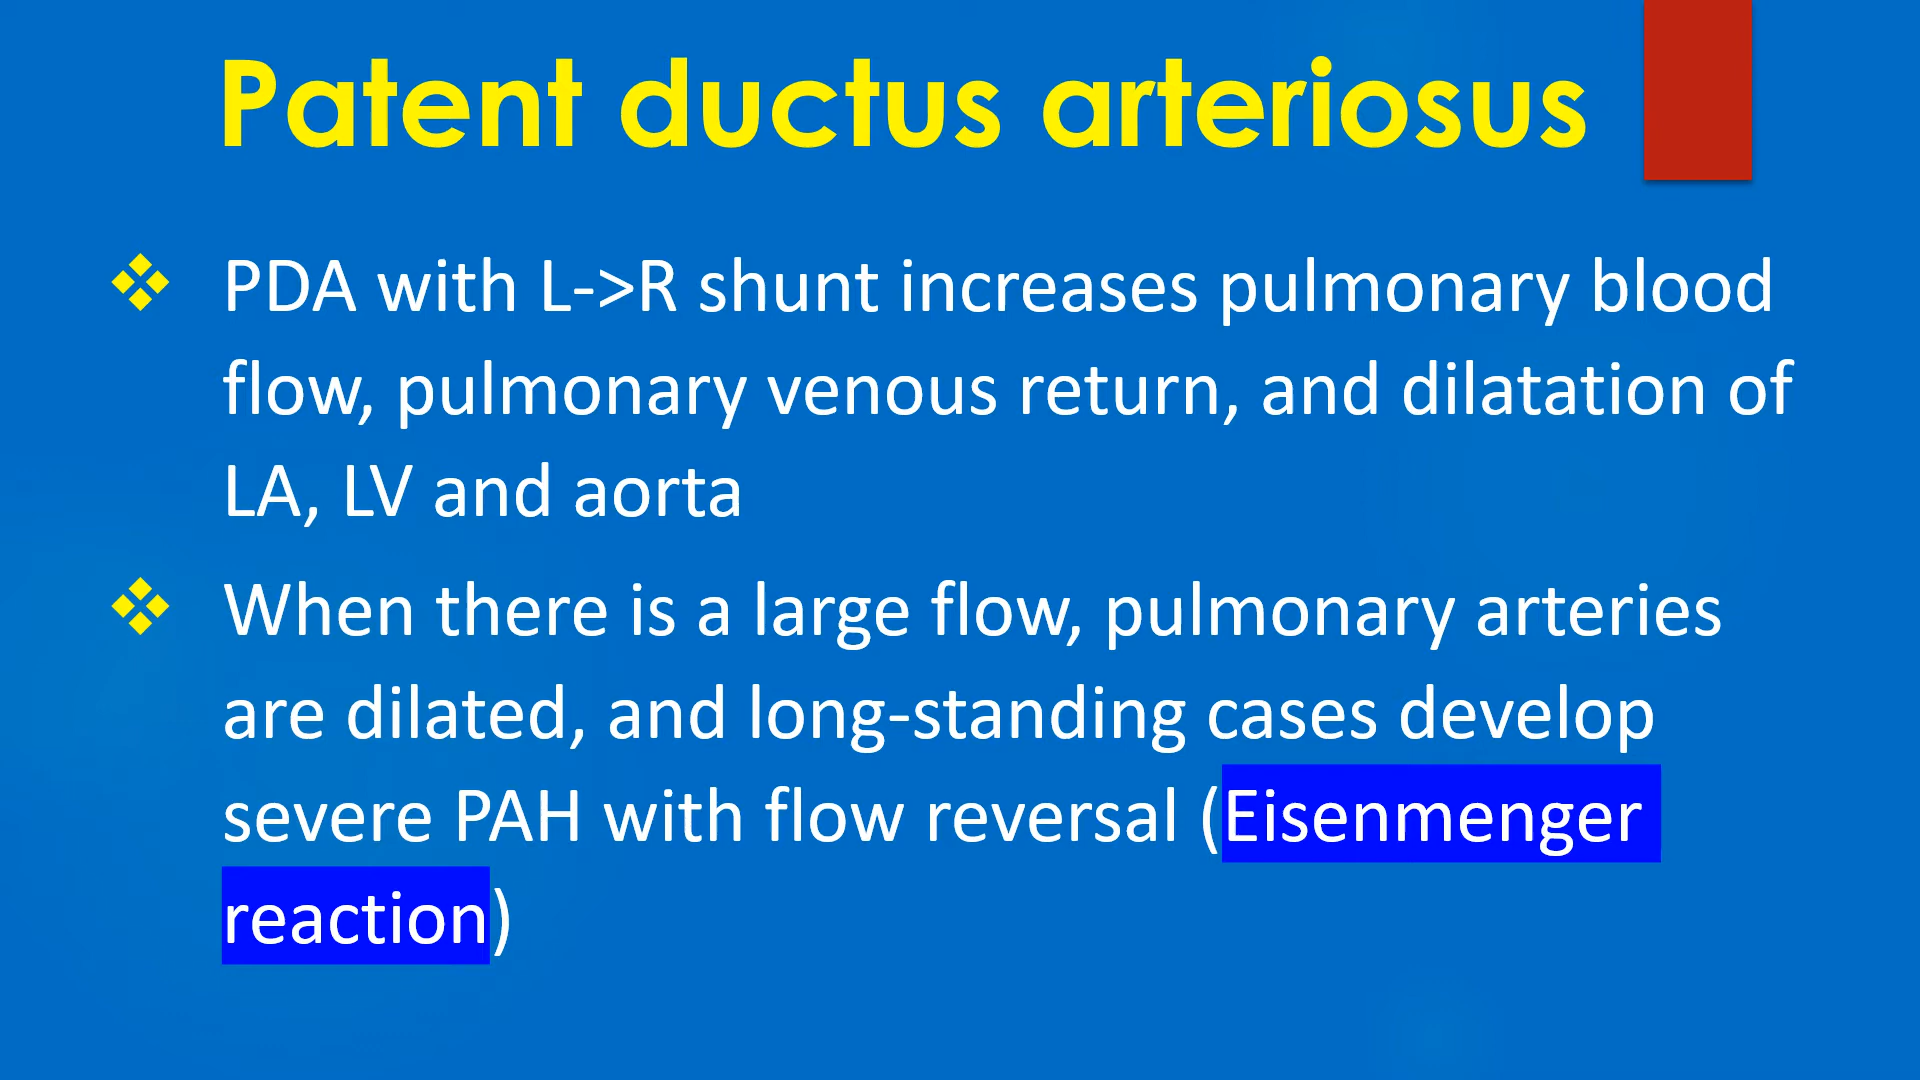 Patent ductus arteriosus
PDA with L->R shunt increases pulmonary blood
flow, pulmonary venous return, and dilatation of
LA, LV and aorta
When there is a large flow, pulmonary arteries
are dilated, and long-standing cases develop
severe PAH with flow reversal (Eisenmenger
reaction)